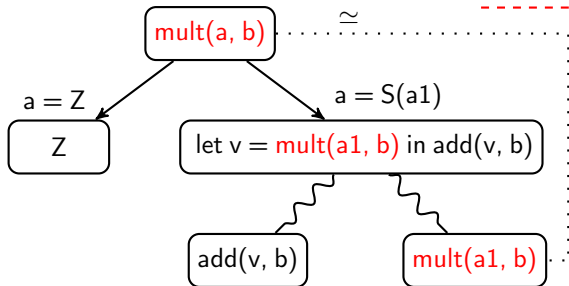 mult(a, b)
≃
a = Z
a = S(a1)
Z
let v = mult(a1, b) in add(v, b)
add(v, b)
mult(a1, b)